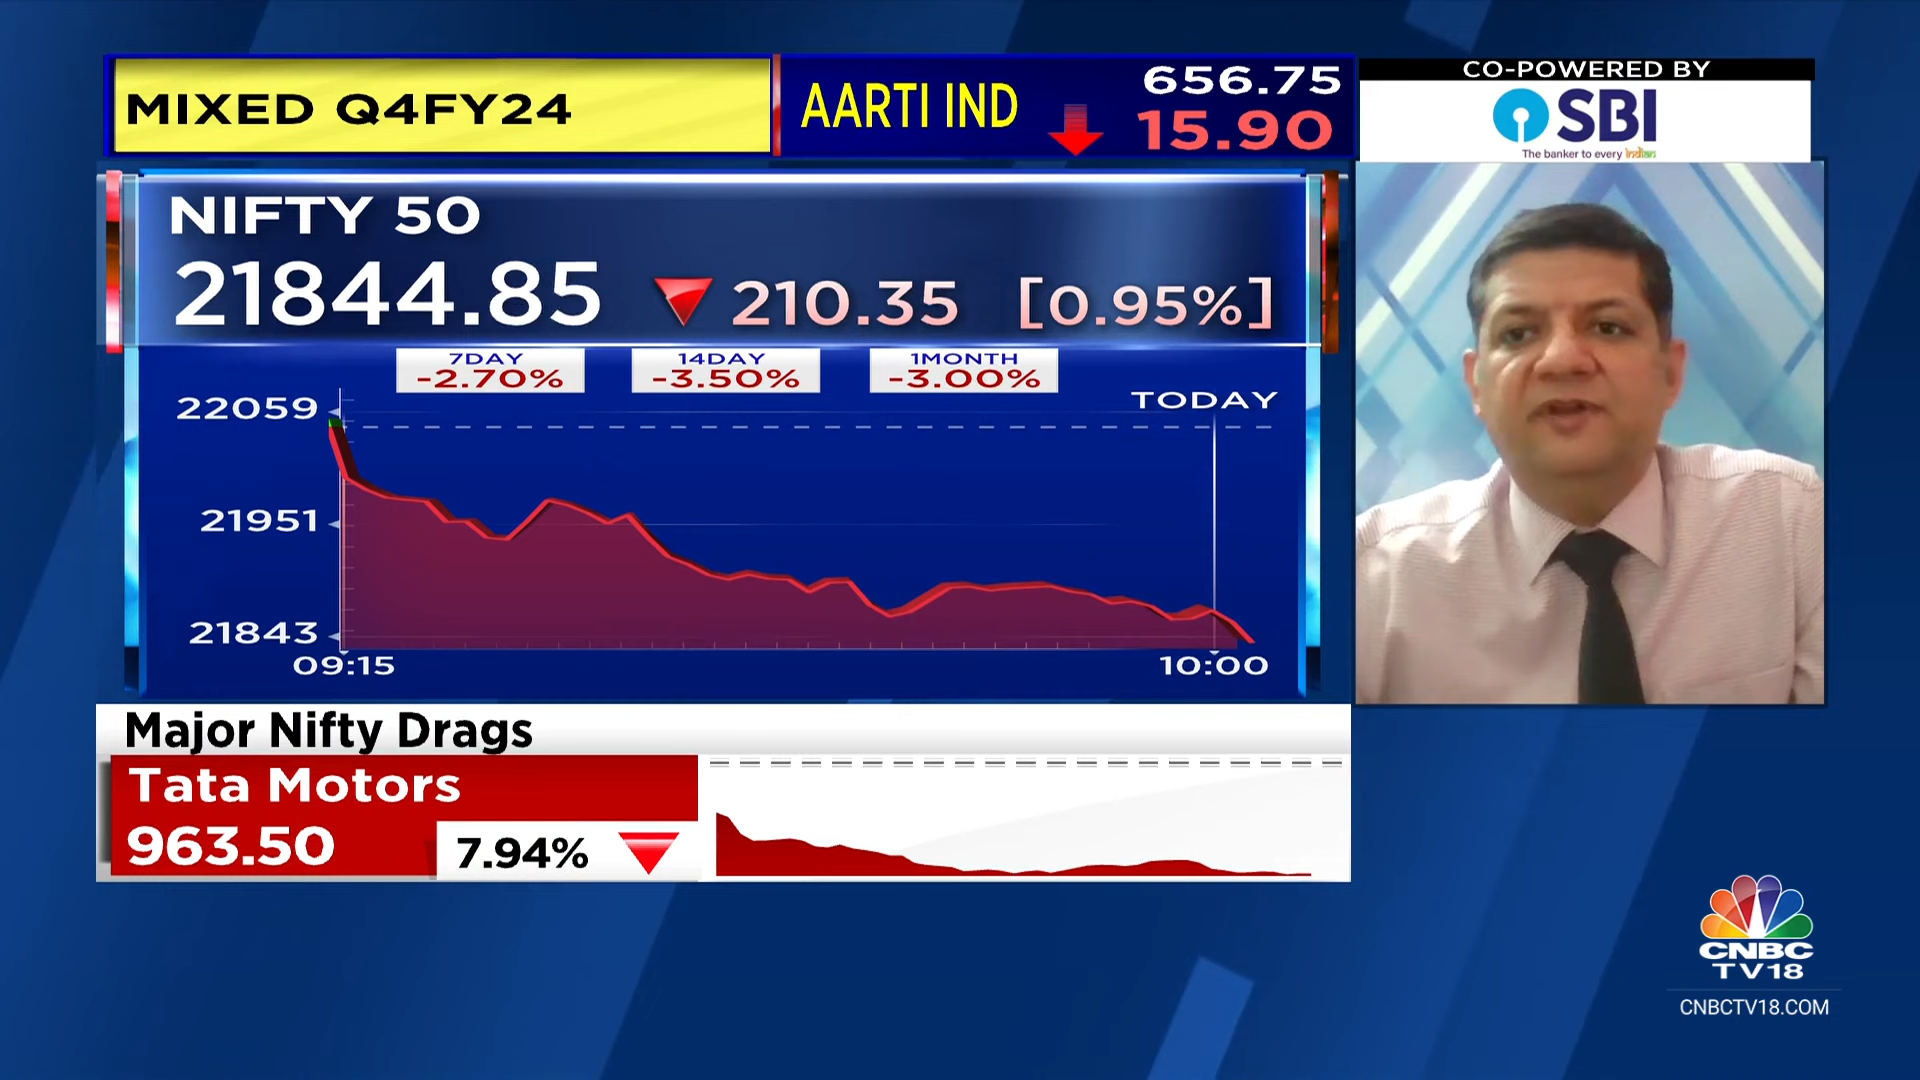 MIXED Q4FY24
AARTI IND
656.75
15.90
CO-POWERED BY
SBI
The banker to every indian
NIFTY 50
21844.85 210.35 [0.95%]
7DAY
-2.70%
14DAY
-3.50%
1MONTH
-3.00%
TODAY
22059
21951
21843
09:15
10:00
Major Nifty Drags
Tata Motors
963.50
7.94%
CNBC
TV18
CNBCTV18.COM